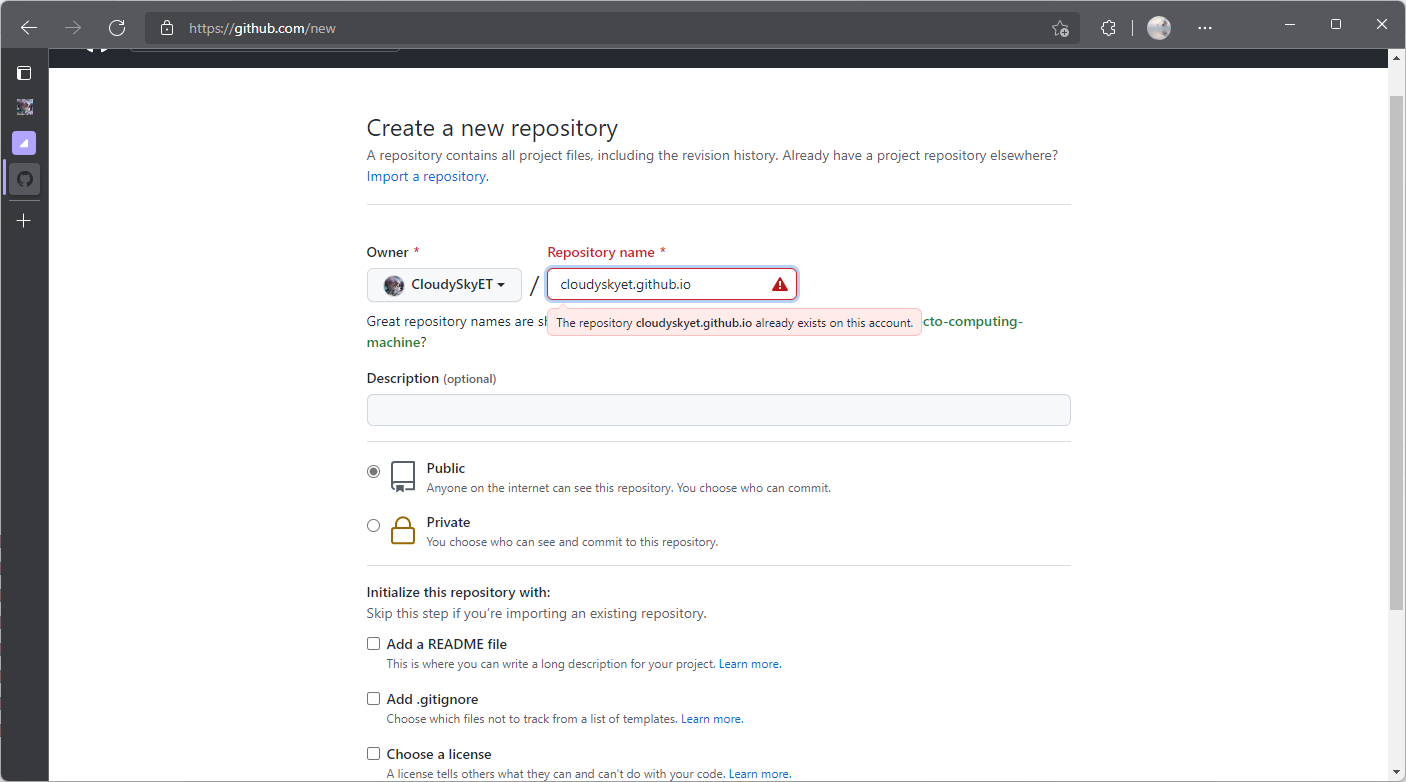 https://github.com/new
Create a new repository
A repository contains all project files, including the revision history. Already have a project repository elsewhere?
Import a repository.
Owner *
Repository name *
CloudySkyET
/
cloudyskyet.github.io
Great repository names are sh
The repository cloudyskyet.github.io already exists on this account.
cto-computing-
machine?
Description (optional)
Public
Anyone on the internet can see this repository. You choose who can commit.
Private
You choose who can see and commit to this repository.
Initialize this repository with:
Skip this step if you're importing an existing repository.
Add a README file
This is where you can write a long description for your project. Learn more.
Add .gitignore
Choose which files not to track from a list of templates. Learn more.
Choose a license
A license tells others what they can and can't do with your code. Learn more.